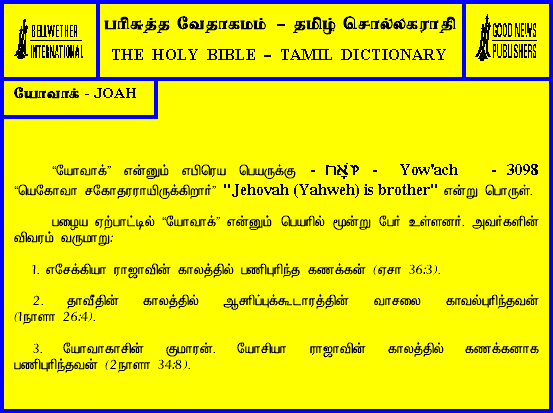 BELLWETHER
INTERNATIONAL
பரிசுத்த வேதாகமம் – தமிழ் சொல்லகராதி
THE HOLY BIBLE – TAMIL DICTIONARY
GOOD NEWS
PUBLISHERS
யோவாக் - JOAH
“யோவாக்” என்னும் எபிரெய பெயருக்கு - יוֹאָח - Yow'ach - 3098
“யெகோவா சகோதரராயிருக்கிறார்” "Jehovah (Yahweh) is brother" என்று பொருள்.
பழைய ஏற்பாட்டில் “யோவாக்” என்னும் பெயரில் மூன்று பேர் உள்ளனர். அவர்களின்
விவரம் வருமாறு:
1. எசேக்கியா ராஜாவின் காலத்தில் பணிபுரிந்த கணக்கன் (ஏசா 36:3).
2. தாவீதின் காலத்தில் ஆசரிப்புக்கூடாரத்தின் வாசலை காவல்புரிந்தவன்
(1நாளா 26:4).
3. யோவாகாசின் குமாரன். யோசியா ராஜாவின் காலத்தில் கணக்கனாக
பணிபுரிந்தவன் (2நாளா 34:8).